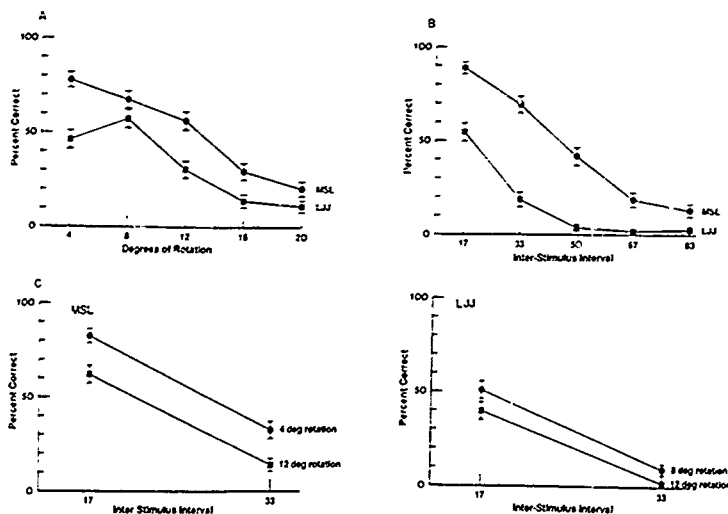 A
100
50
0
Percent Correct
MSL
LJJ
4
8
12
16
20
Degrees of Rotation
B
100
50
0
Percent Correct
MSL
LJJ
17
33
50
67
83
Inter-Stimulus Interval
C
MSL
100
50
0
Percent Correct
4 deg rotation
12 deg rotation
17
33
Inter Stimulus Interval
LJJ
100
50
0
Percent Correct
8 deg rotation
12 deg rotation
17
33
Inter-Stimulus Interval